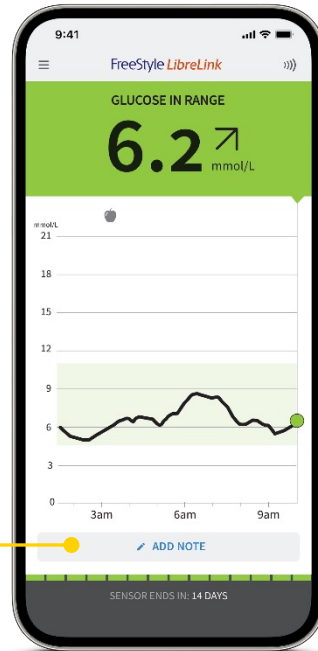 9:41
FreeStyle LibreLink
GLUCOSE IN RANGE
6.2
mmol/L
mmol/L
21
18
15
12
9
6
3
0
3am 6am 9am
ADD NOTE
SENSOR ENDS IN: 14 DAYS